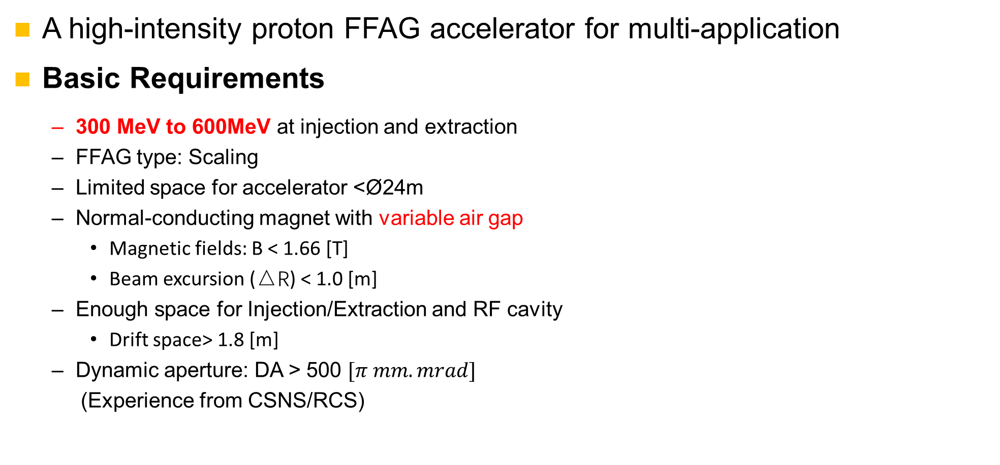 ■ A high-intensity proton FFAG accelerator for multi-application
■ Basic Requirements
– 300 MeV to 600MeV at injection and extraction
– FFAG type: Scaling
– Limited space for accelerator <Ø24m
– Normal-conducting magnet with variable air gap
• Magnetic fields: B < 1.66 [T]
• Beam excursion (△R) < 1.0 [m]
– Enough space for Injection/Extraction and RF cavity
• Drift space> 1.8 [m]
– Dynamic aperture: DA > 500 [π mm.mrad]
(Experience from CSNS/RCS)